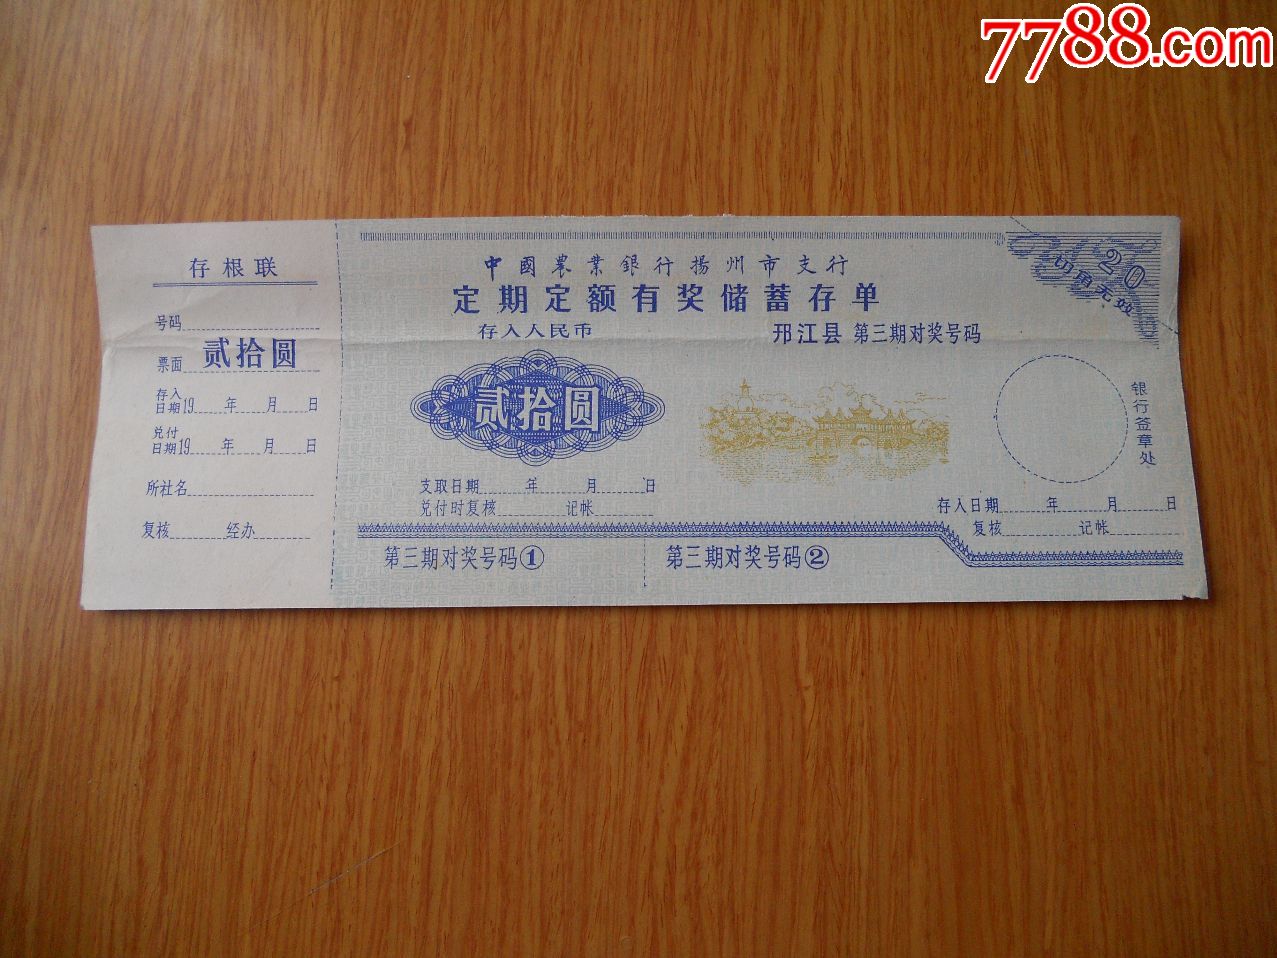 7788.com
存根联
号码
票面 贰拾圆
存入日期19 年 月 日
兑付日期19 年 月 日
所社名
复核 经办
中國農業銀行揚州市支行
定期定额有奖储蓄存单
存入人民币
邗江县 第三期对奖号码
20
切角无效
贰拾圆
银行签章处
支取日期 年 月 日
兑付时复核 记帐
存入日期 年 月 日
复核 记帐
第三期对奖号码①
第三期对奖号码②